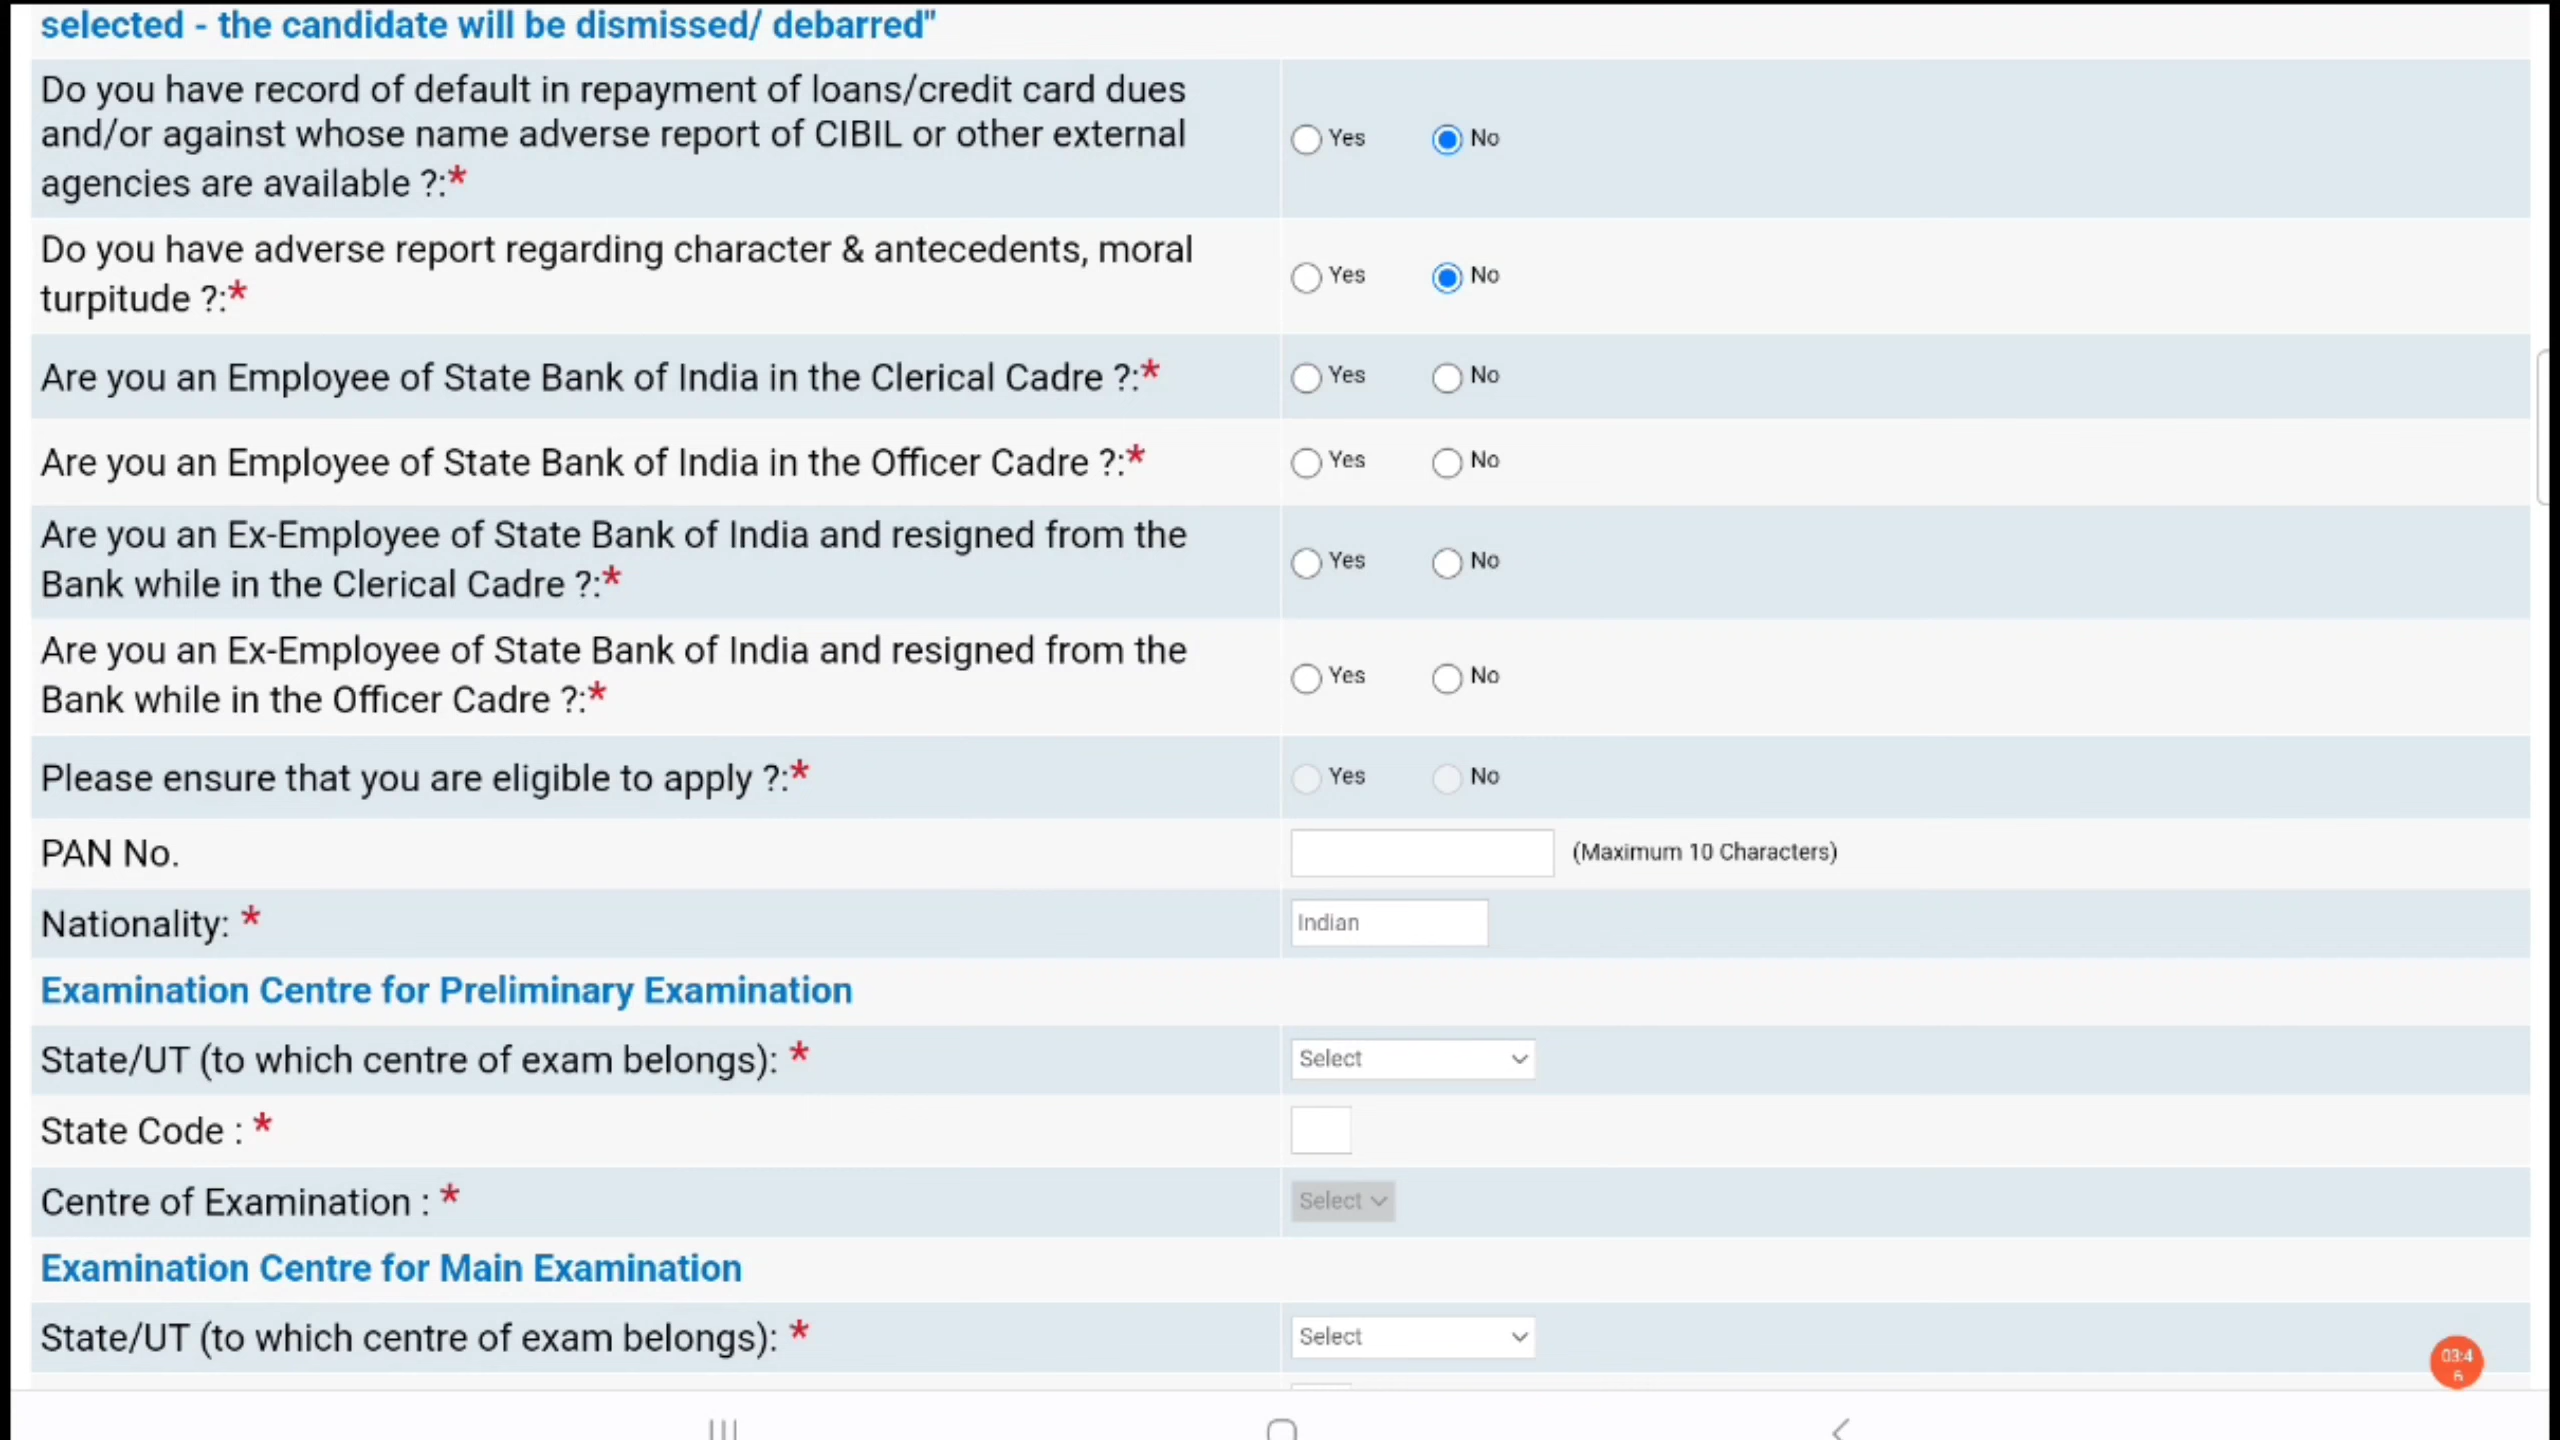 selected - the candidate will be dismissed/ debarred"
Do you have record of default in repayment of loans/credit card dues
and/or against whose name adverse report of CIBIL or other external
agencies are available ?:*
Yes No
Do you have adverse report regarding character & antecedents, moral
turpitude ?:*
Yes No
Are you an Employee of State Bank of India in the Clerical Cadre ?:*
Yes No
Are you an Employee of State Bank of India in the Officer Cadre ?:*
Yes No
Are you an Ex-Employee of State Bank of India and resigned from the
Bank while in the Clerical Cadre ?:*
Yes No
Are you an Ex-Employee of State Bank of India and resigned from the
Bank while in the Officer Cadre ?:*
Yes No
Please ensure that you are eligible to apply ?:*
Yes No
PAN No.
(Maximum 10 Characters)
Nationality: *
Indian
Examination Centre for Preliminary Examination
State/UT (to which centre of exam belongs): *
Select
State Code : *
Centre of Examination : *
Select
Examination Centre for Main Examination
State/UT (to which centre of exam belongs): *
Select
03:4
6